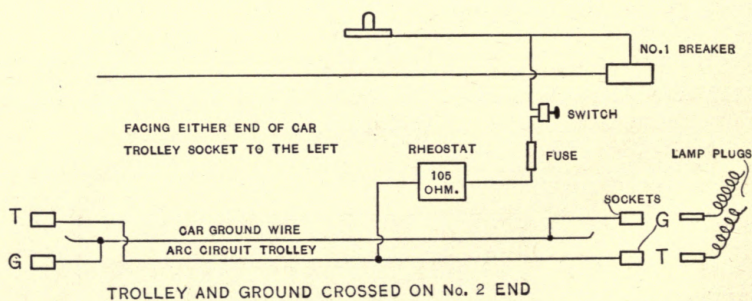 NO.1 BREAKER
SWITCH
FACING EITHER END OF CAR
TROLLEY SOCKET TO THE LEFT
RHEOSTAT
FUSE
LAMP PLUGS
105
OHM.
SOCKETS
T
CAR GROUND WIRE
G
ARC CIRCUIT TROLLEY
G
T
TROLLEY AND GROUND CROSSED ON No. 2 END